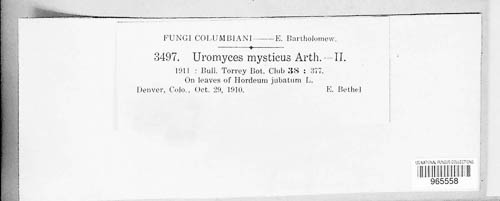 FUNGI COLUMBIANI — E. Bartholomew.
3497. Uromyces mysticus Arth.—II.
1911 : Bull. Torrey Bot. Club 38 : 377.
On leaves of Hordeum jubatum L.
Denver, Colo., Oct. 29, 1910. E. Bethel
US NATIONAL FUNGUS COLLECTIONS
965558